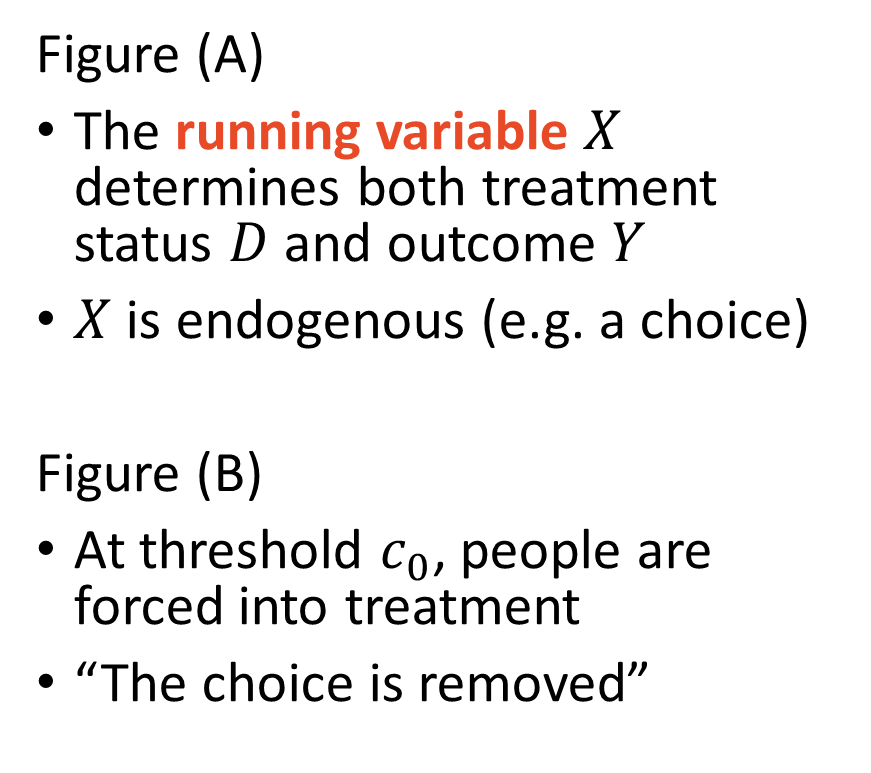 Figure (A)
• The running variable X
determines both treatment
status D and outcome Y
• X is endogenous (e.g. a choice)
Figure (B)
• At threshold c₀, people are
forced into treatment
• “The choice is removed”